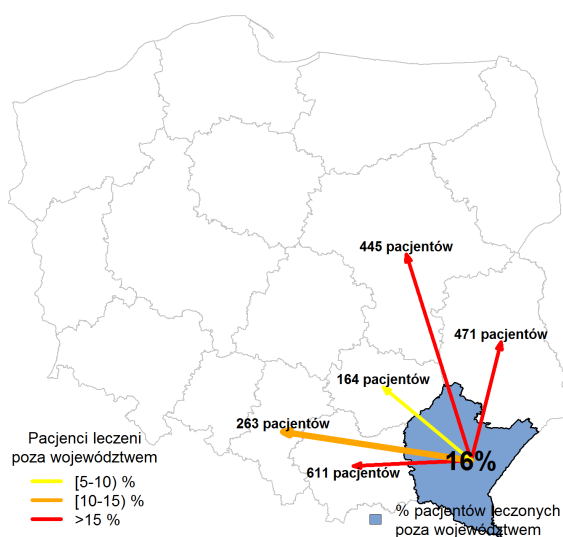 445 pacjentów
471 pacjentów
164 pacjentów
263 pacjentów
16%
611 pacjentów
Pacjenci leczeni
poza województwem
[5-10) %
[10-15) %
>15 %
% pacjentów leczonych
poza województwem